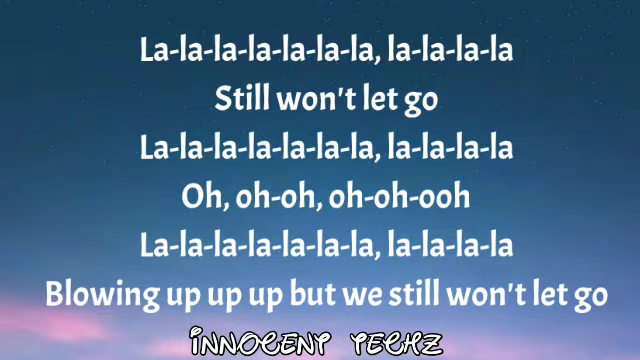 La-la-la-la-la-la-la, la-la-la-la
Still won't let go
La-la-la-la-la-la-la, la-la-la-la
Oh, oh-oh, oh-oh-ooh
La-la-la-la-la-la-la, la-la-la-la
Blowing up up up but we still won't let go
INNOCENT TECHZ